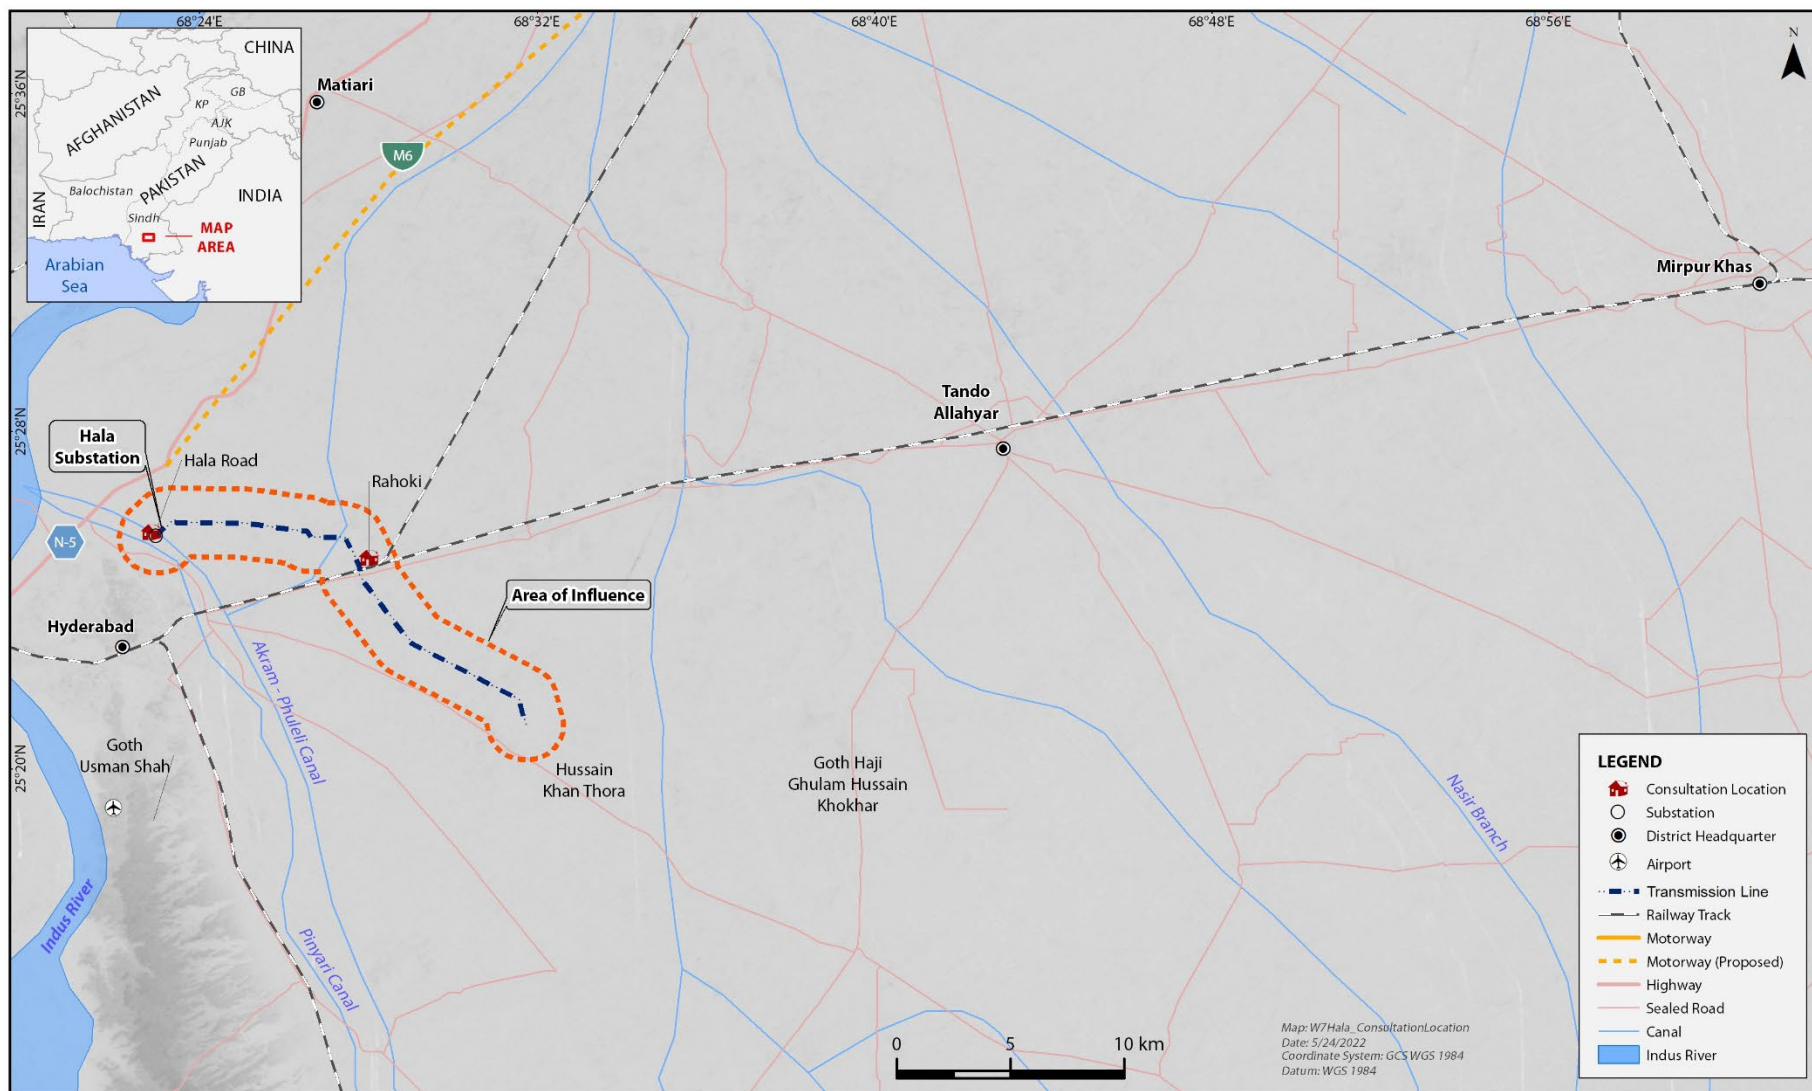 68°24'E
68°32'E
68°40'E
68°48'E
68°56'E
25°36'N
25°28'N
25°20'N
N
CHINA
AFGHANISTAN
GB
KP
AJK
Punjab
PAKISTAN
Balochistan
IRAN
INDIA
Sindh
MAP
AREA
Arabian
Sea
Matiari
M6
Mirpur Khas
Tando
Allahyar
Hala
Substation
Hala Road
Rahoki
N-5
Area of Influence
Hyderabad
Akram - Phuleli Canal
Goth
Usman Shah
Hussain
Khan Thora
Goth Haji
Ghulam Hussain
Khokhar
Nasir Branch
Indus River
Pinyari Canal
LEGEND
Consultation Location
Substation
District Headquarter
Airport
Transmission Line
Railway Track
Motorway
Motorway (Proposed)
Highway
Sealed Road
Canal
Indus River
0 5 10 km
Map: W7Hala_ConsultationLocation
Date: 5/24/2022
Coordinate System: GCS WGS 1984
Datum: WGS 1984